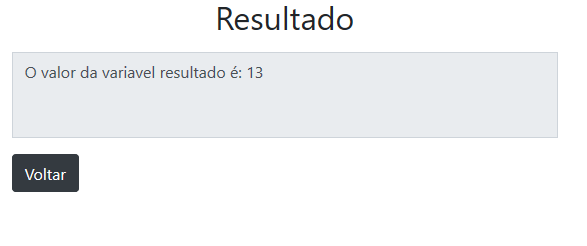 Resultado
O valor da variavel resultado é: 13
Voltar